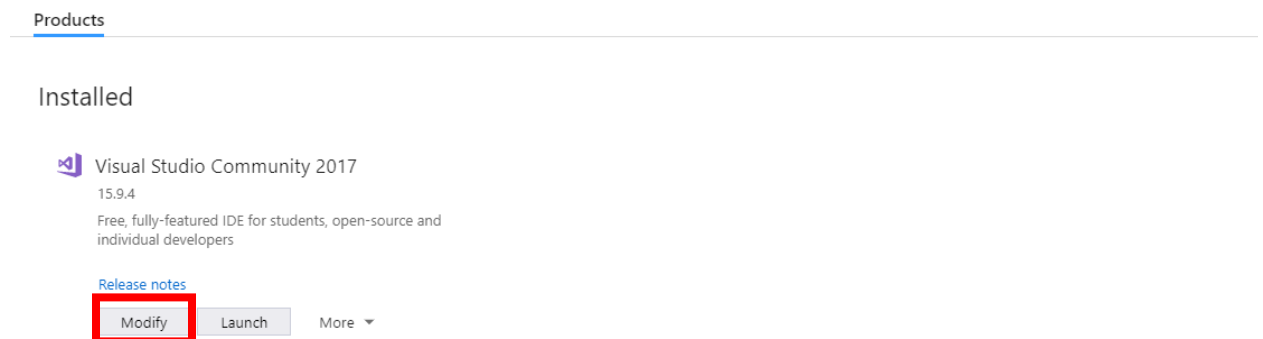 Products
Installed
Visual Studio Community 2017
15.9.4
Free, fully-featured IDE for students, open-source and
individual developers
Release notes
Modify Launch More